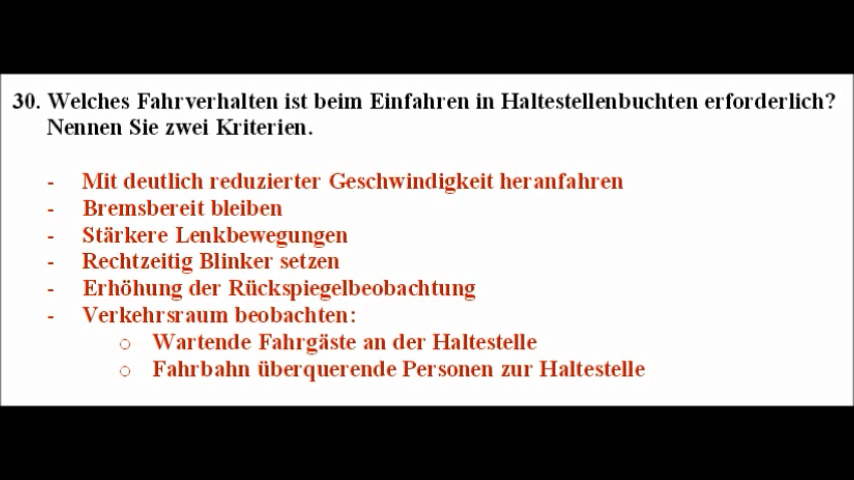 30. Welches Fahrverhalten ist beim Einfahren in Haltestellenbuchten erforderlich?
Nennen Sie zwei Kriterien.
- Mit deutlich reduzierter Geschwindigkeit heranfahren
- Bremsbereit bleiben
- Stärkere Lenkbewegungen
- Rechtzeitig Blinker setzen
- Erhöhung der Rückspiegelbeobachtung
- Verkehrsraum beobachten:
o Wartende Fahrgäste an der Haltestelle
o Fahrbahn überquerende Personen zur Haltestelle